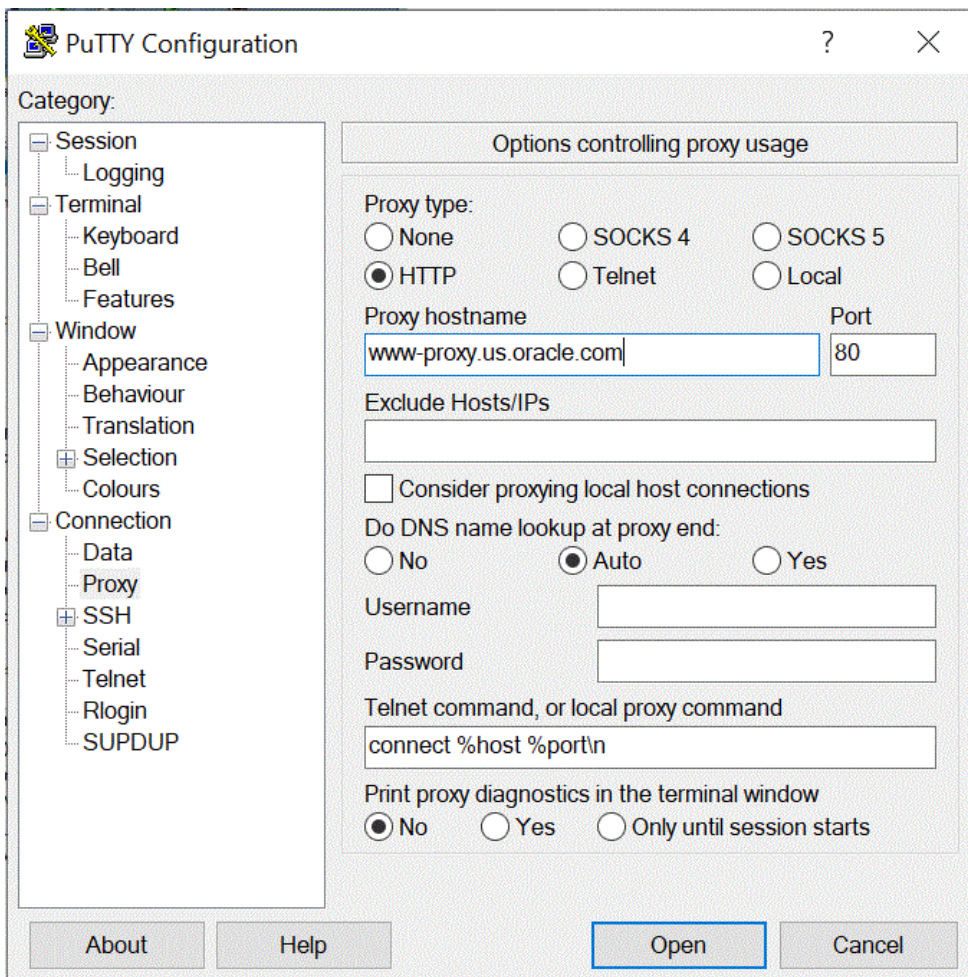 PuTTY Configuration ?
Category:
Session
Logging
Terminal
Keyboard
Bell
Features
Window
Appearance
Behaviour
Translation
Selection
Colours
Connection
Data
Proxy
SSH
Serial
Telnet
Rlogin
SUPDUP
Options controlling proxy usage
Proxy type:
None SOCKS 4 SOCKS 5
HTTP Telnet Local
Proxy hostname Port
www-proxy.us.oracle.com 80
Exclude Hosts/IPs
Consider proxying local host connections
Do DNS name lookup at proxy end:
No Auto Yes
Username
Password
Telnet command, or local proxy command
connect %host %port\n
Print proxy diagnostics in the terminal window
No Yes Only until session starts
About Help Open Cancel